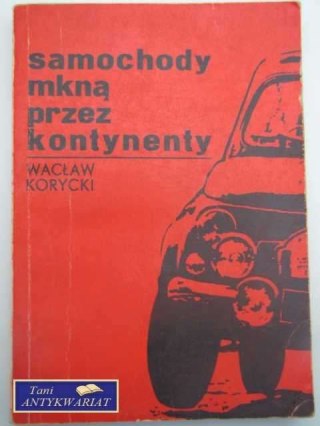 samochody
mkną
przez
kontynenty
WACŁAW
KORYCKI
Tani
ANTYKWARIAT